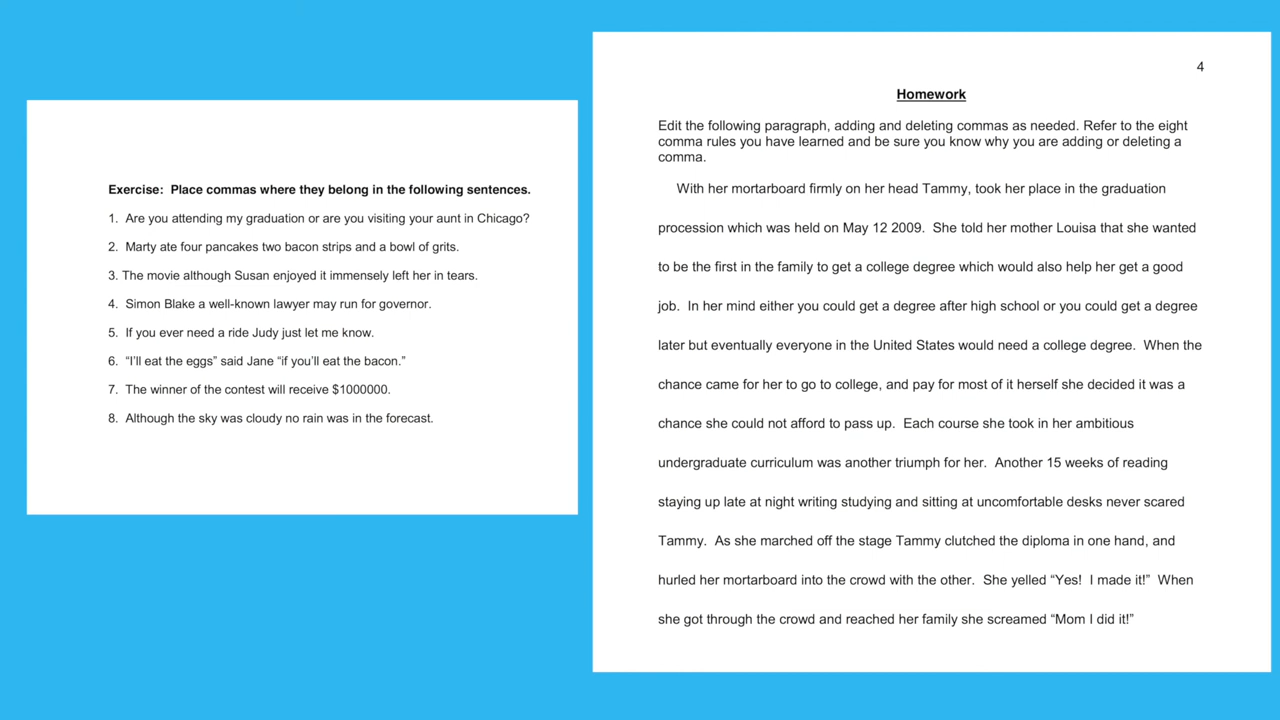 Exercise:  Place commas where they belong in the following sentences.
1.  Are you attending my graduation or are you visiting your aunt in Chicago?
2.  Marty ate four pancakes two bacon strips and a bowl of grits.
3. The movie although Susan enjoyed it immensely left her in tears.
4.  Simon Blake a well-known lawyer may run for governor.
5.  If you ever need a ride Judy just let me know.
6.  “I’ll eat the eggs” said Jane “if you’ll eat the bacon.”
7.  The winner of the contest will receive $1000000.
8.  Although the sky was cloudy no rain was in the forecast.
4
Homework
Edit the following paragraph, adding and deleting commas as needed. Refer to the eight
comma rules you have learned and be sure you know why you are adding or deleting a
comma.
With her mortarboard firmly on her head Tammy, took her place in the graduation
procession which was held on May 12 2009.  She told her mother Louisa that she wanted
to be the first in the family to get a college degree which would also help her get a good
job.  In her mind either you could get a degree after high school or you could get a degree
later but eventually everyone in the United States would need a college degree.  When the
chance came for her to go to college, and pay for most of it herself she decided it was a
chance she could not afford to pass up.  Each course she took in her ambitious
undergraduate curriculum was another triumph for her.  Another 15 weeks of reading
staying up late at night writing studying and sitting at uncomfortable desks never scared
Tammy.  As she marched off the stage Tammy clutched the diploma in one hand, and
hurled her mortarboard into the crowd with the other.  She yelled “Yes!  I made it!”  When
she got through the crowd and reached her family she screamed “Mom I did it!”